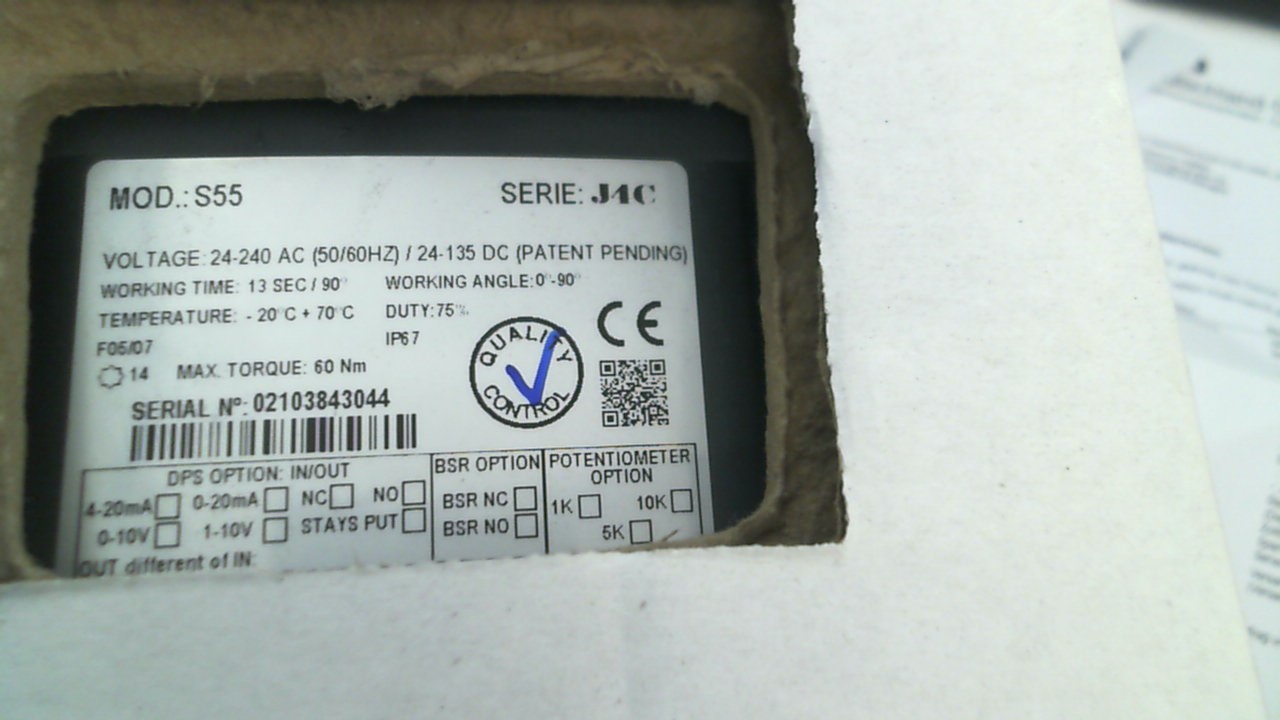 MOD.: S55 SERIE: J4C
VOLTAGE: 24-240 AC (50/60HZ) / 24-135 DC (PATENT PENDING)
WORKING TIME: 13 SEC / 90° WORKING ANGLE:0°-90°
TEMPERATURE: - 20°C + 70°C DUTY:75%
F05/07 IP67
14 MAX. TORQUE: 60 Nm
QUALITY CONTROL
CE
SERIAL Nº: 02103843044
DPS OPTION: IN/OUT
4-20mA 0-20mA NC NO
0-10V 1-10V STAYS PUT
OUT different of IN:
BSR OPTION
BSR NC
BSR NO
POTENTIOMETER
OPTION
1K 10K
5K